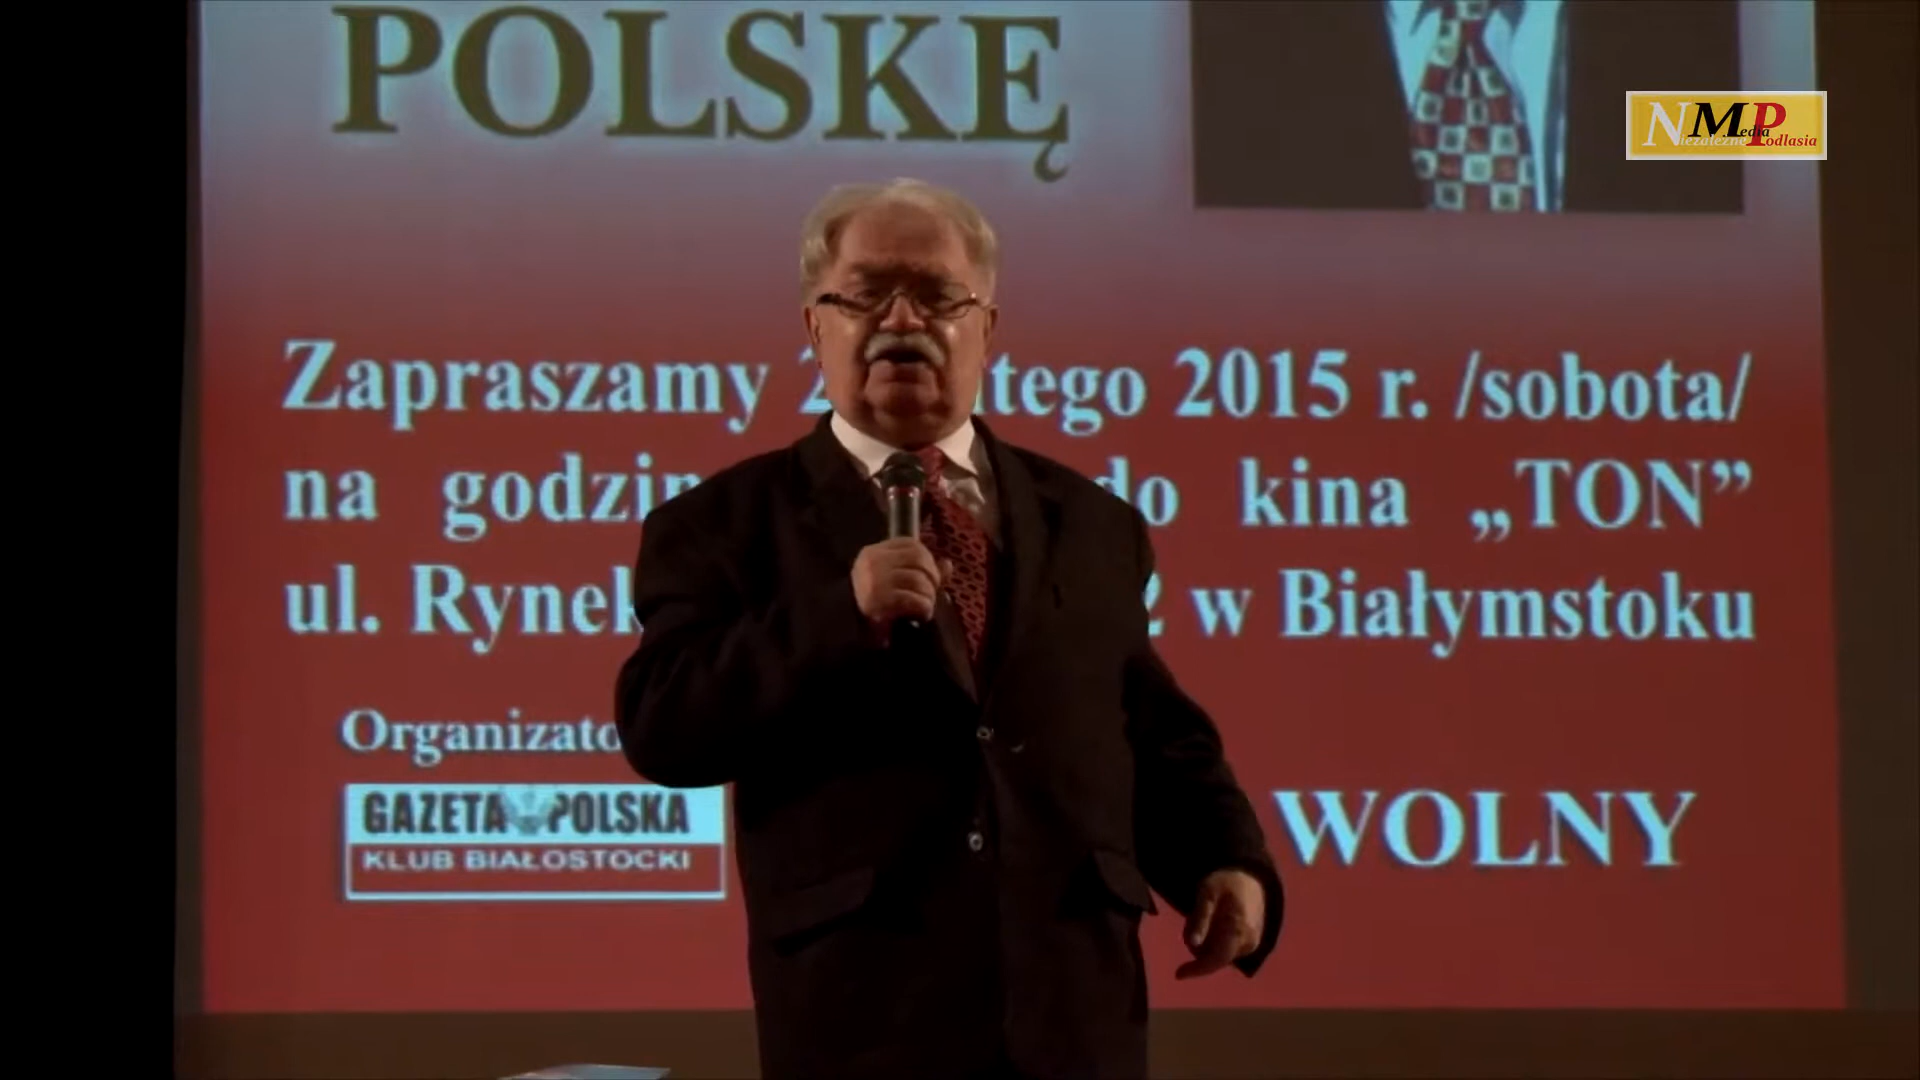 POLSKĘ
NMP
Niezależne Media Podlasia
Zapraszamy 2 tego 2015 r. /sobota/
na godzin do kina „TON”
ul. Rynek 2 w Białymstoku
Organizato
GAZETA POLSKA
KLUB BIAŁOSTOCKI
WOLNY